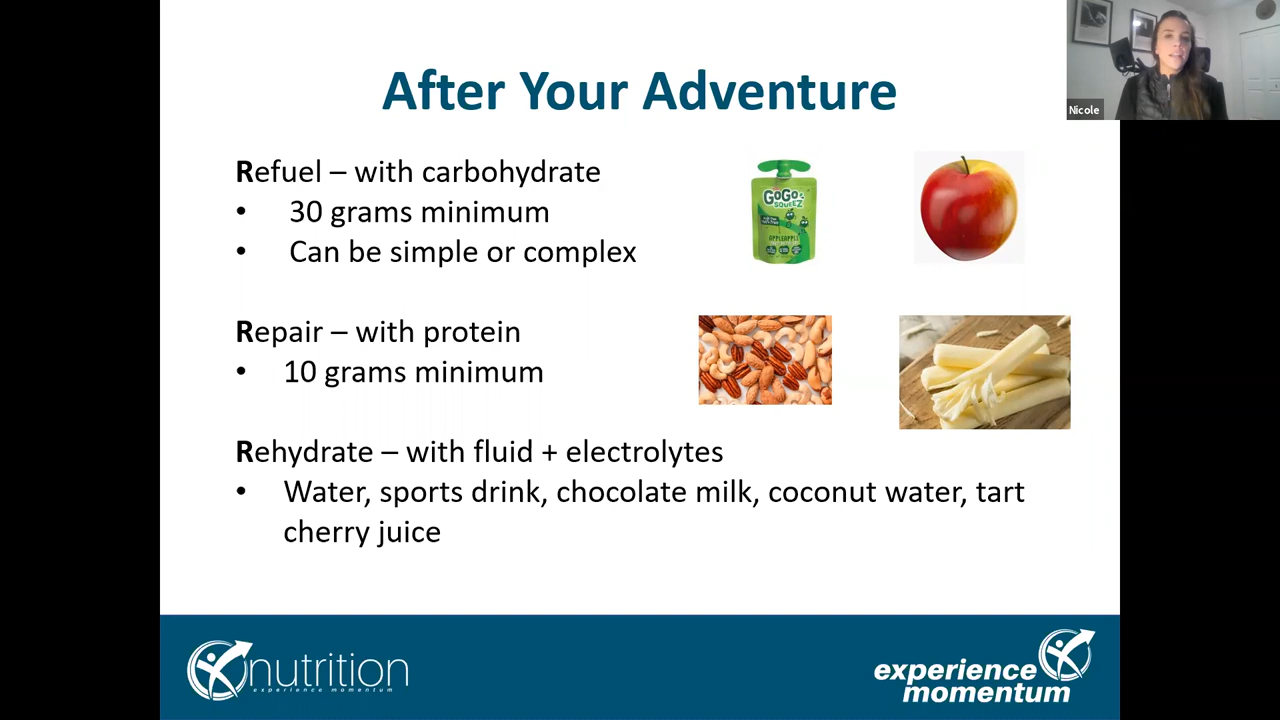 After Your Adventure
Nicole
Refuel – with carbohydrate
• 30 grams minimum
• Can be simple or complex
GoGo
SQUEEZ
APPLEAPPLE
Repair – with protein
• 10 grams minimum
Rehydrate – with fluid + electrolytes
• Water, sports drink, chocolate milk, coconut water, tart
cherry juice
nutrition
experience momentum
experience
momentum